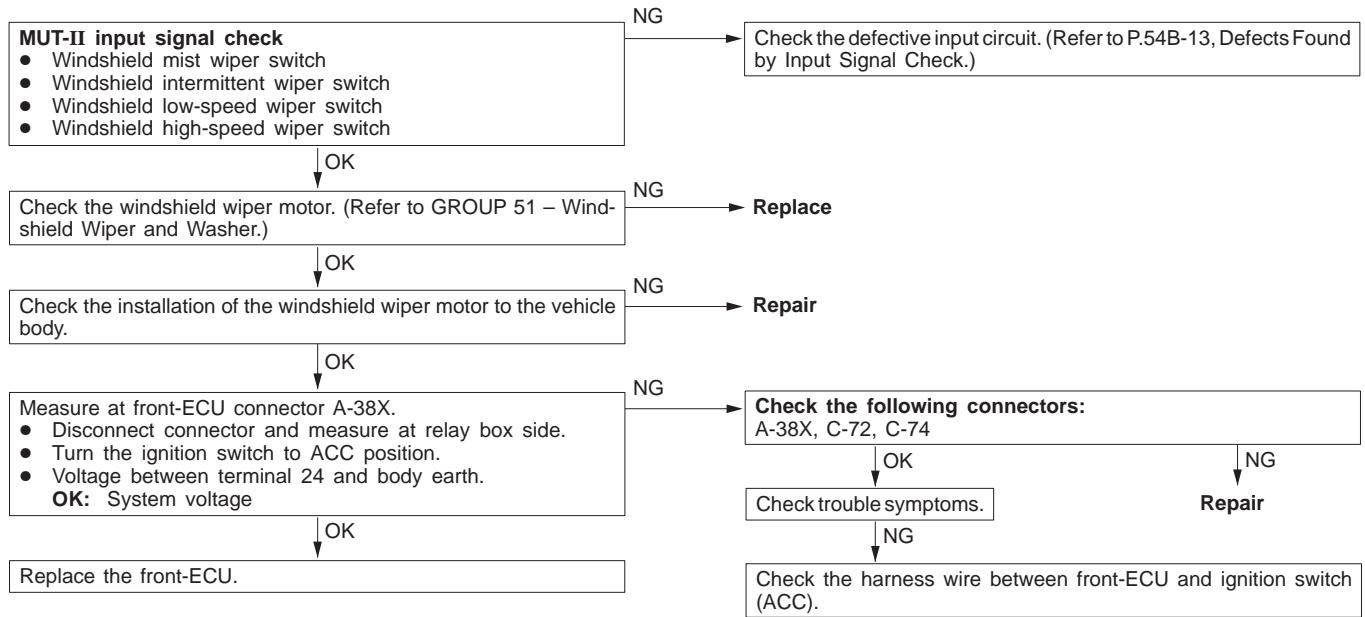 MUT-II input signal check
● Windshield mist wiper switch
● Windshield intermittent wiper switch
● Windshield low-speed wiper switch
● Windshield high-speed wiper switch
NG
Check the defective input circuit. (Refer to P.54B-13, Defects Found
by Input Signal Check.)
OK
Check the windshield wiper motor. (Refer to GROUP 51 – Wind-
shield Wiper and Washer.)
NG
Replace
OK
Check the installation of the windshield wiper motor to the vehicle
body.
NG
Repair
OK
Measure at front-ECU connector A-38X.
● Disconnect connector and measure at relay box side.
● Turn the ignition switch to ACC position.
● Voltage between terminal 24 and body earth.
OK: System voltage
NG
Check the following connectors:
A-38X, C-72, C-74
OK
NG
Check trouble symptoms.
Repair
NG
Check the harness wire between front-ECU and ignition switch
(ACC).
OK
Replace the front-ECU.